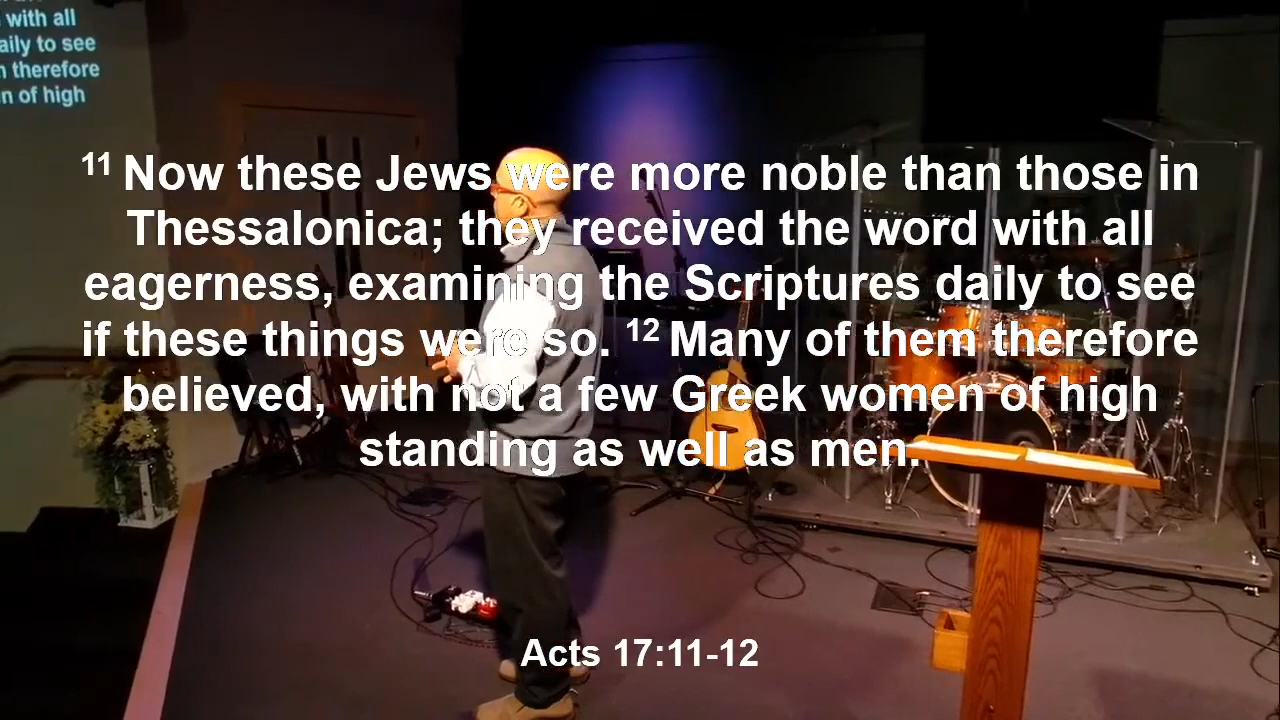 with all
aily to see
n therefore
n of high
11 Now these Jews were more noble than those in
Thessalonica; they received the word with all
eagerness, examining the Scriptures daily to see
if these things were so. 12 Many of them therefore
believed, with not a few Greek women of high
standing as well as men.
Acts 17:11-12